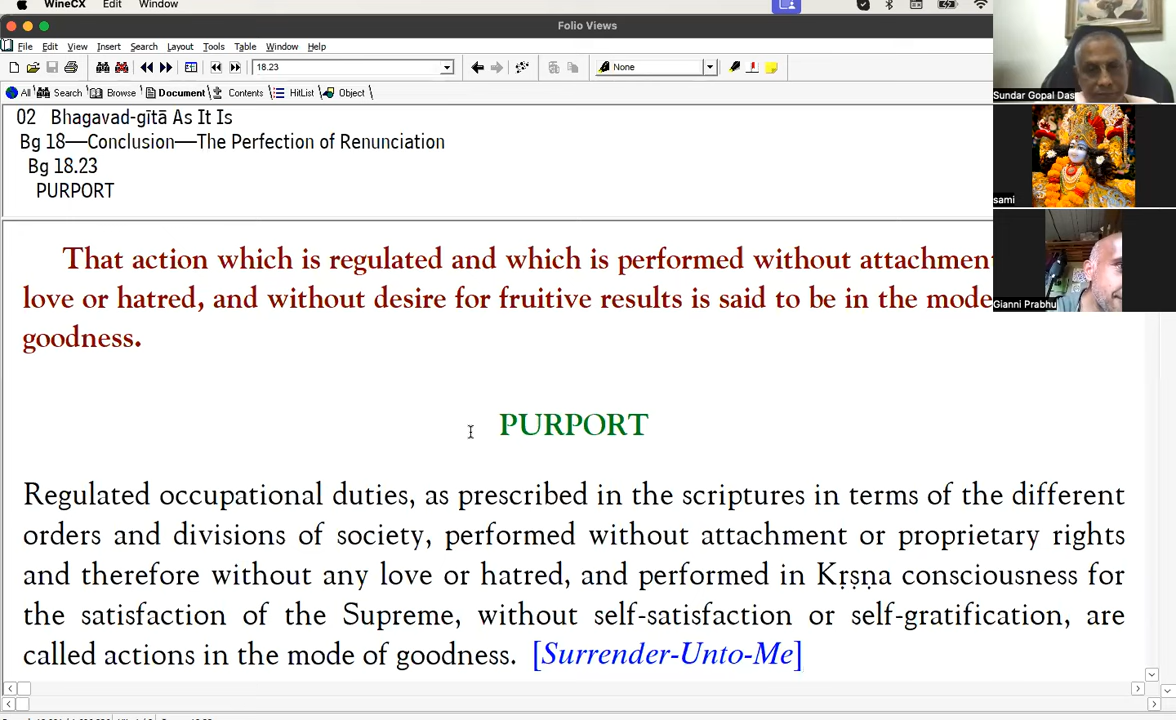 WineCX Edit Window
Folio Views
File Edit View Insert Search Layout Tools Table Window Help
18.23 None
All Search Browse Document Contents HitList Object
02 Bhagavad-gītā As It Is
Bg 18—Conclusion—The Perfection of Renunciation
Bg 18.23
PURPORT
That action which is regulated and which is performed without attachment
love or hatred, and without desire for fruitive results is said to be in the mode
goodness.
PURPORT
Regulated occupational duties, as prescribed in the scriptures in terms of the different
orders and divisions of society, performed without attachment or proprietary rights
and therefore without any love or hatred, and performed in Kṛṣṇa consciousness for
the satisfaction of the Supreme, without self-satisfaction or self-gratification, are
called actions in the mode of goodness. [Surrender-Unto-Me]
Sundar Gopal Das
sami
Gianni Prabhu